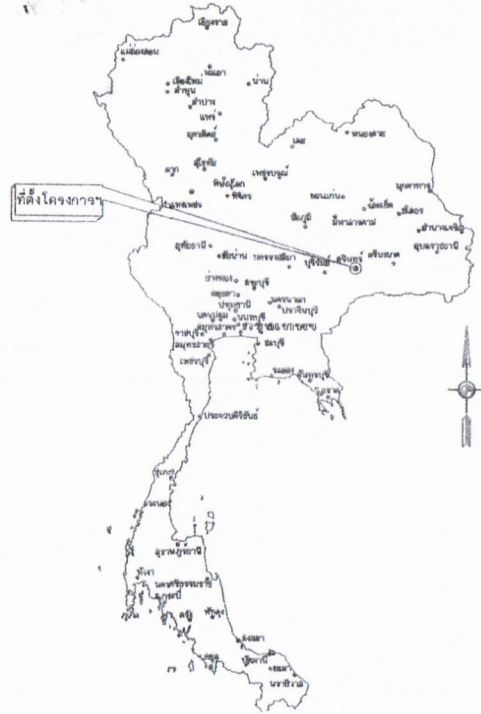 เชียงราย
แม่ฮ่องสอน
พะเยา
เชียงใหม่
น่าน
ลำพูน
ลำปาง
แพร่
อุตรดิตถ์
เลย
หนองคาย
สุโขทัย
ตาก
เพชรบูรณ์
พิษณุโลก
มุกดาหาร
ขอนแก่น
ที่ตั้งโครงการฯ
กำแพงเพชร
พิจิตร
ร้อยเอ็ด
ยโสธร
ชัยภูมิ
มหาสารคาม
อำนาจเจริญ
อุทัยธานี
อุบลราชธานี
นครราชสีมา
บุรีรัมย์
สุรินทร์
ศรีสะเกษ
อ่างทอง
สระบุรี
อยุธยา
นครนายก
ปทุมธานี
ปราจีนบุรี
นครปฐม
นนทบุรี
ราชบุรี
สมุทรสาคร
ชลบุรี
เพชรบุรี
ระยอง
จันทบุรี
ตราด
ประจวบคีรีขันธ์
ชุมพร
ระนอง
สุราษฎร์ธานี
พังงา
นครศรีธรรมราช
กระบี่
ภูเก็ต
ตรัง
พัทลุง
สงขลา
สตูล
ปัตตานี
ยะลา
นราธิวาส